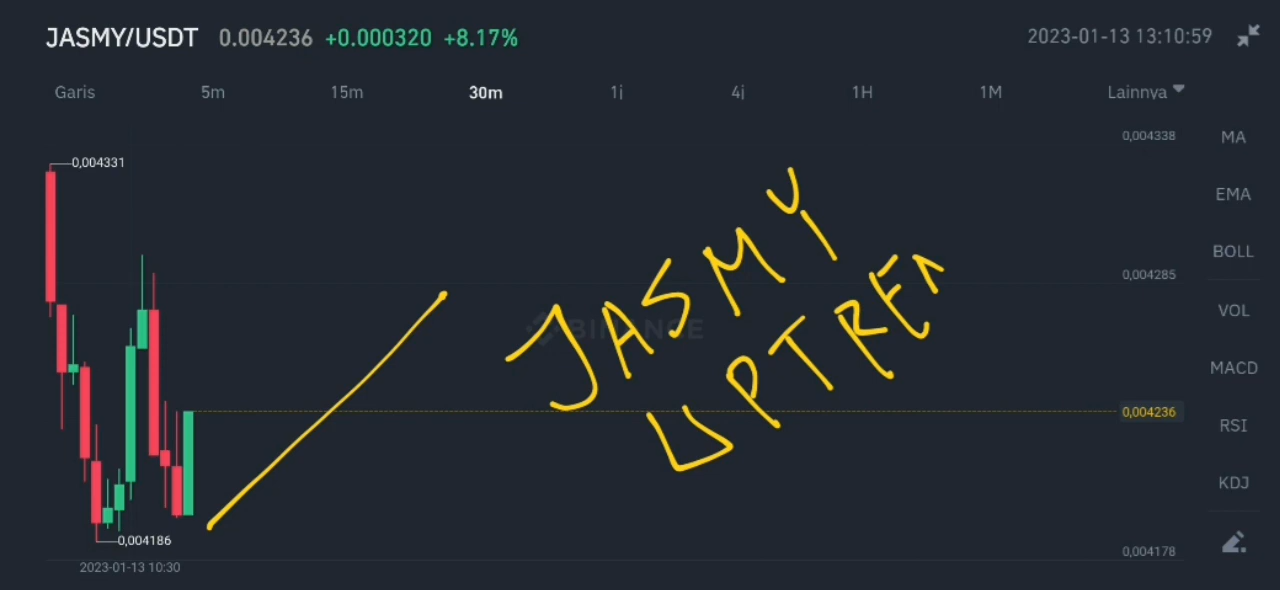 JASMY/USDT 0.004236 +0.000320 +8.17% 2023-01-13 13:10:59
Garis 5m 15m 30m 1j 4j 1H 1M Lainnya
0,004338
MA
0,004331
EMA
BOLL
0,004285
VOL
JASMY
BINANCE
MACD
UPTREN
0,004236
RSI
KDJ
0,004186
0,004178
2023-01-13 10:30